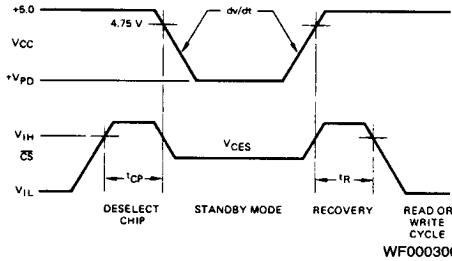 +5.0
4.75 V
dv/dt
VCC
+VPD
VIH
CS
VCES
tCP
tR
VIL
DESELECT CHIP
STANDBY MODE
RECOVERY
READ OR WRITE CYCLE
WF000300